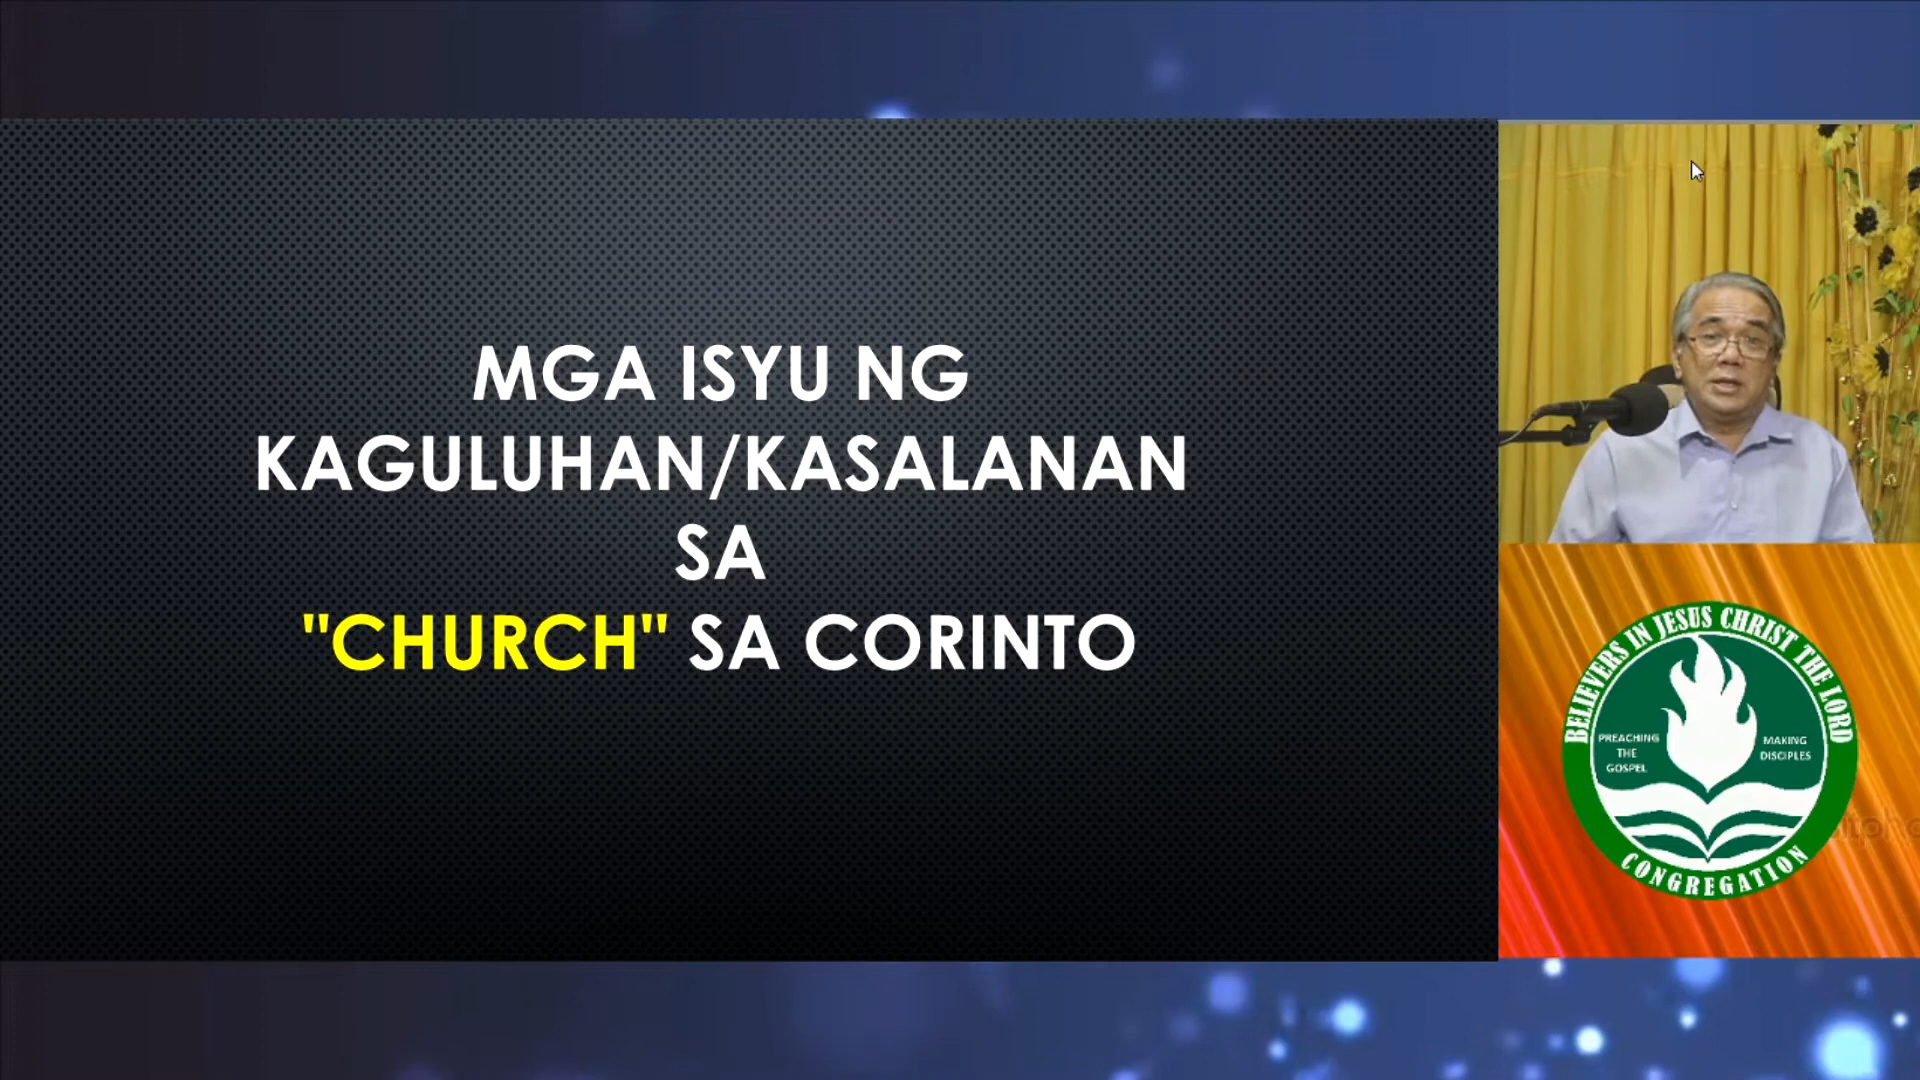 MGA ISYU NG
KAGULUHAN/KASALANAN
SA
"CHURCH" SA CORINTO
BELIEVERS IN JESUS CHRIST THE LORD
PREACHING
THE
GOSPEL
MAKING
DISCIPLES
CONGREGATION